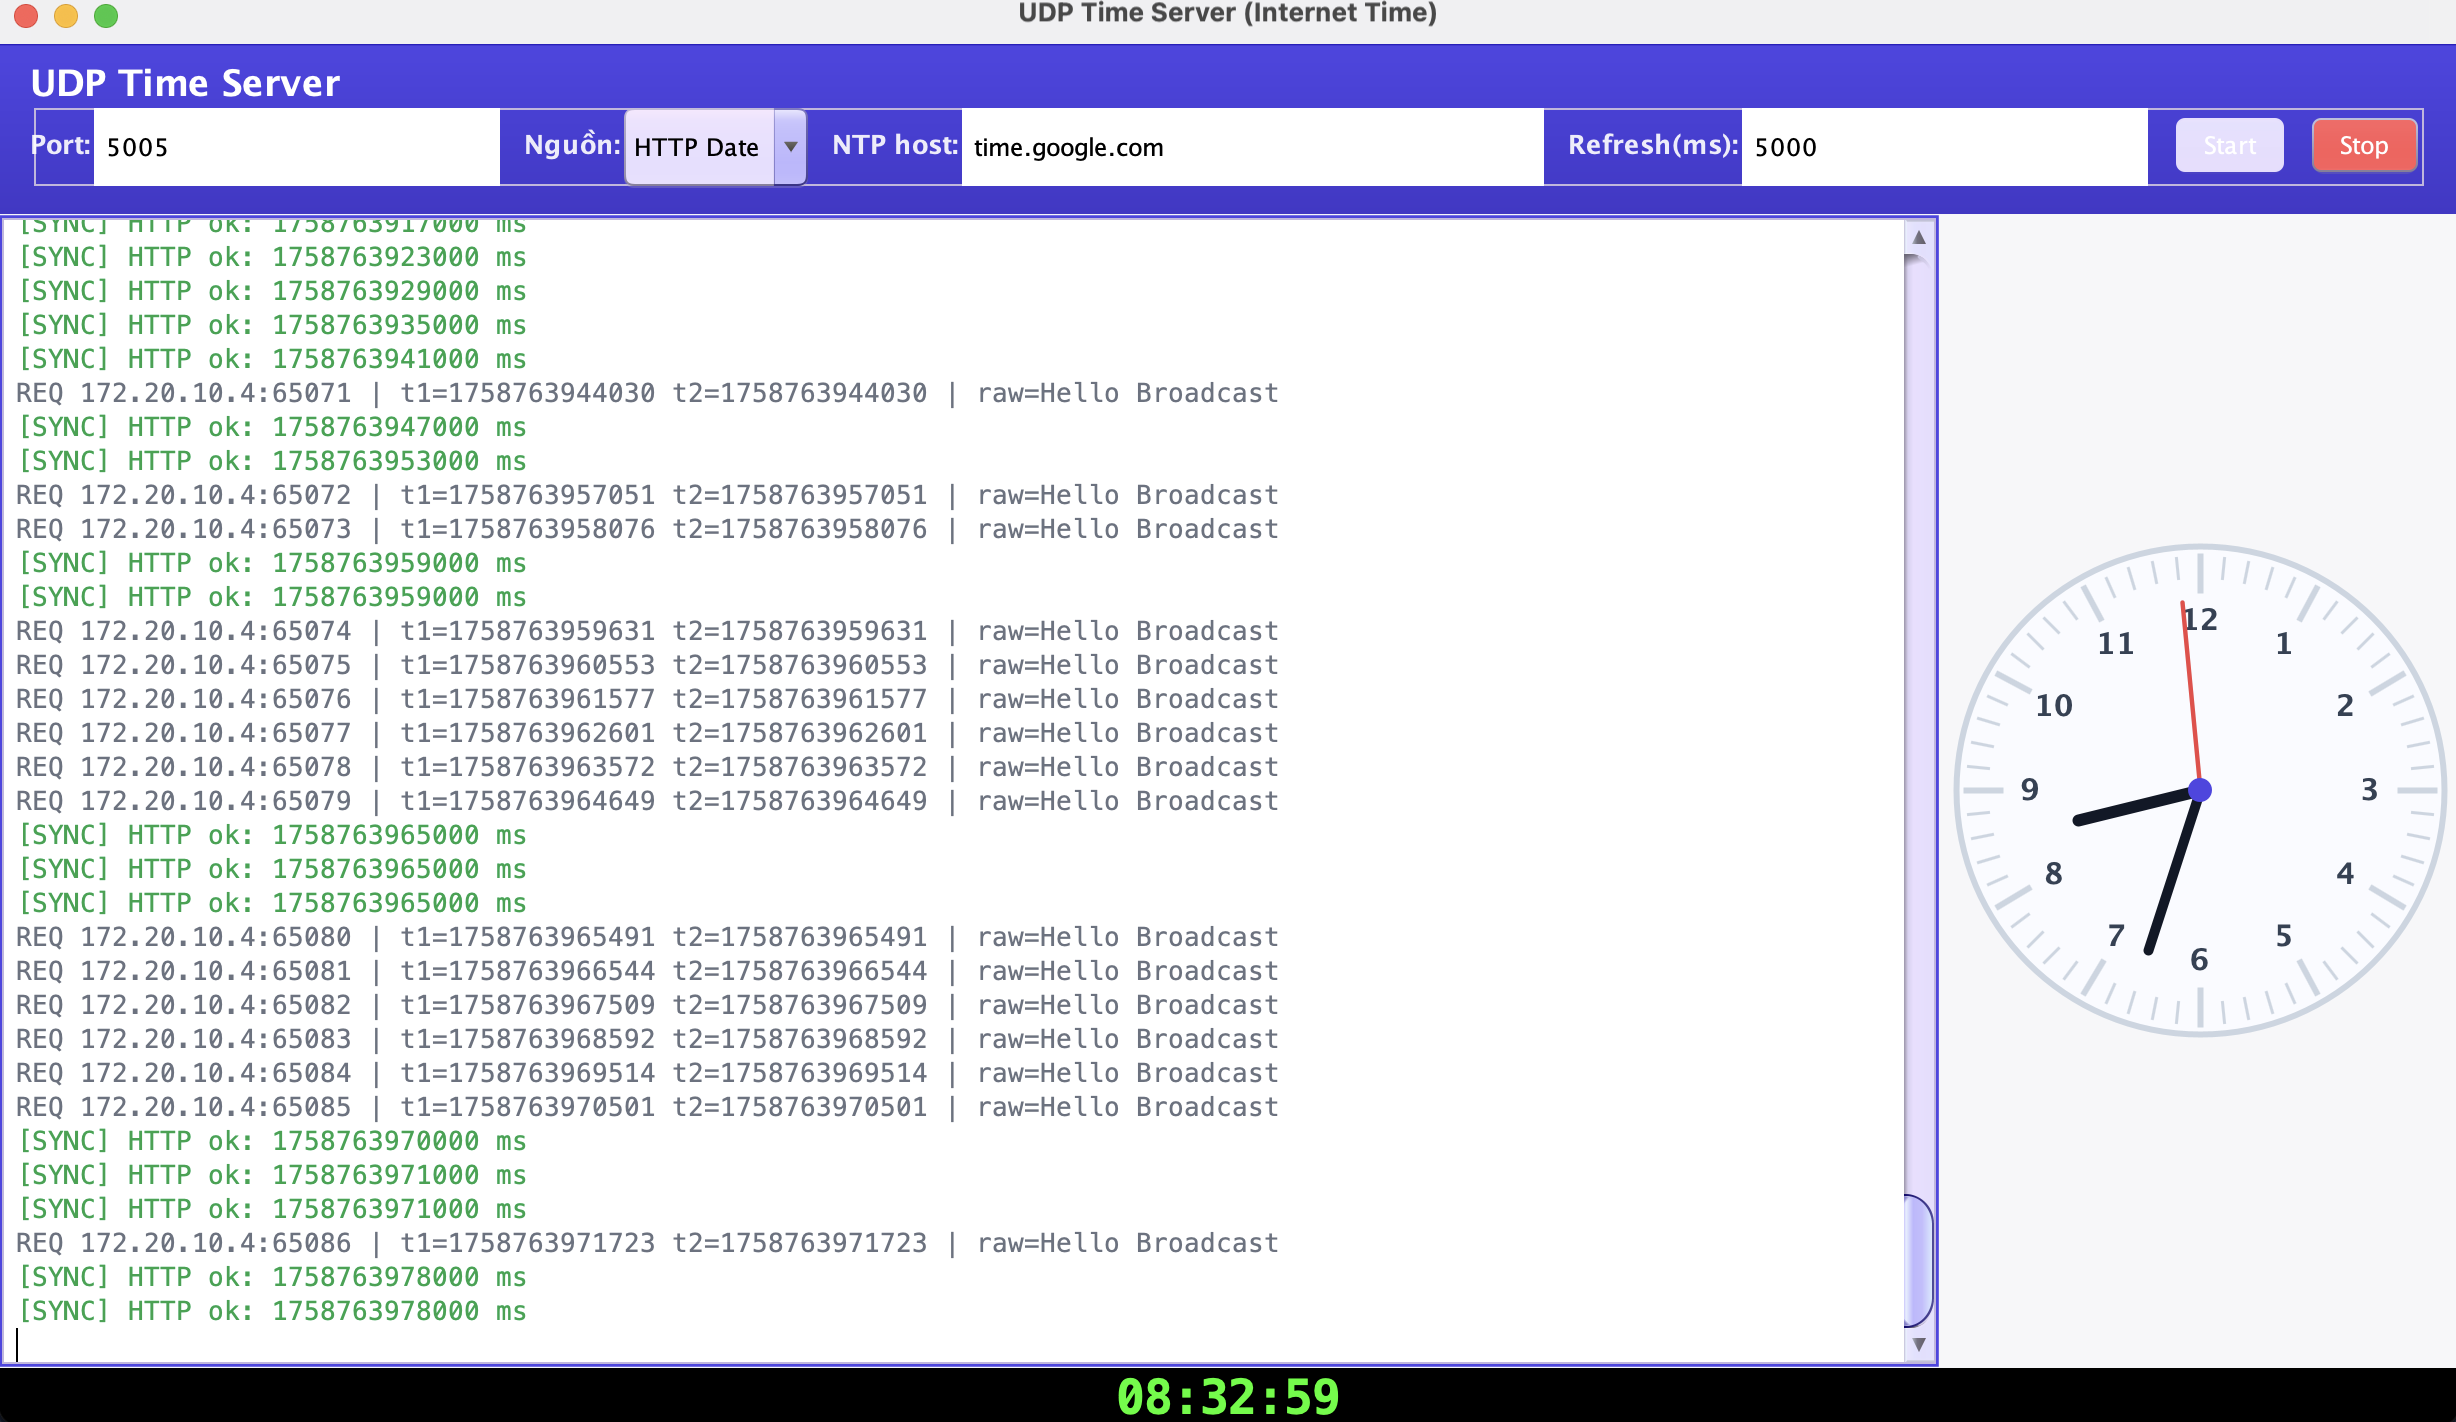 UDP Time Server (Internet Time)
UDP Time Server
Port: 5005 Nguồn: HTTP Date NTP host: time.google.com Refresh(ms): 5000 Start Stop
[SYNC] HTTP ok: 1758763917000 ms
[SYNC] HTTP ok: 1758763923000 ms
[SYNC] HTTP ok: 1758763929000 ms
[SYNC] HTTP ok: 1758763935000 ms
[SYNC] HTTP ok: 1758763941000 ms
REQ 172.20.10.4:65071 | t1=1758763944030 t2=1758763944030 | raw=Hello Broadcast
[SYNC] HTTP ok: 1758763947000 ms
[SYNC] HTTP ok: 1758763953000 ms
REQ 172.20.10.4:65072 | t1=1758763957051 t2=1758763957051 | raw=Hello Broadcast
REQ 172.20.10.4:65073 | t1=1758763958076 t2=1758763958076 | raw=Hello Broadcast
[SYNC] HTTP ok: 1758763959000 ms
[SYNC] HTTP ok: 1758763959000 ms
REQ 172.20.10.4:65074 | t1=1758763959631 t2=1758763959631 | raw=Hello Broadcast
REQ 172.20.10.4:65075 | t1=1758763960553 t2=1758763960553 | raw=Hello Broadcast
REQ 172.20.10.4:65076 | t1=1758763961577 t2=1758763961577 | raw=Hello Broadcast
REQ 172.20.10.4:65077 | t1=1758763962601 t2=1758763962601 | raw=Hello Broadcast
REQ 172.20.10.4:65078 | t1=1758763963572 t2=1758763963572 | raw=Hello Broadcast
REQ 172.20.10.4:65079 | t1=1758763964649 t2=1758763964649 | raw=Hello Broadcast
[SYNC] HTTP ok: 1758763965000 ms
[SYNC] HTTP ok: 1758763965000 ms
[SYNC] HTTP ok: 1758763965000 ms
REQ 172.20.10.4:65080 | t1=1758763965491 t2=1758763965491 | raw=Hello Broadcast
REQ 172.20.10.4:65081 | t1=1758763966544 t2=1758763966544 | raw=Hello Broadcast
REQ 172.20.10.4:65082 | t1=1758763967509 t2=1758763967509 | raw=Hello Broadcast
REQ 172.20.10.4:65083 | t1=1758763968592 t2=1758763968592 | raw=Hello Broadcast
REQ 172.20.10.4:65084 | t1=1758763969514 t2=1758763969514 | raw=Hello Broadcast
REQ 172.20.10.4:65085 | t1=1758763970501 t2=1758763970501 | raw=Hello Broadcast
[SYNC] HTTP ok: 1758763970000 ms
[SYNC] HTTP ok: 1758763971000 ms
[SYNC] HTTP ok: 1758763971000 ms
REQ 172.20.10.4:65086 | t1=1758763971723 t2=1758763971723 | raw=Hello Broadcast
[SYNC] HTTP ok: 1758763978000 ms
[SYNC] HTTP ok: 1758763978000 ms
12
1
2
3
4
5
6
7
8
9
10
11
08:32:59